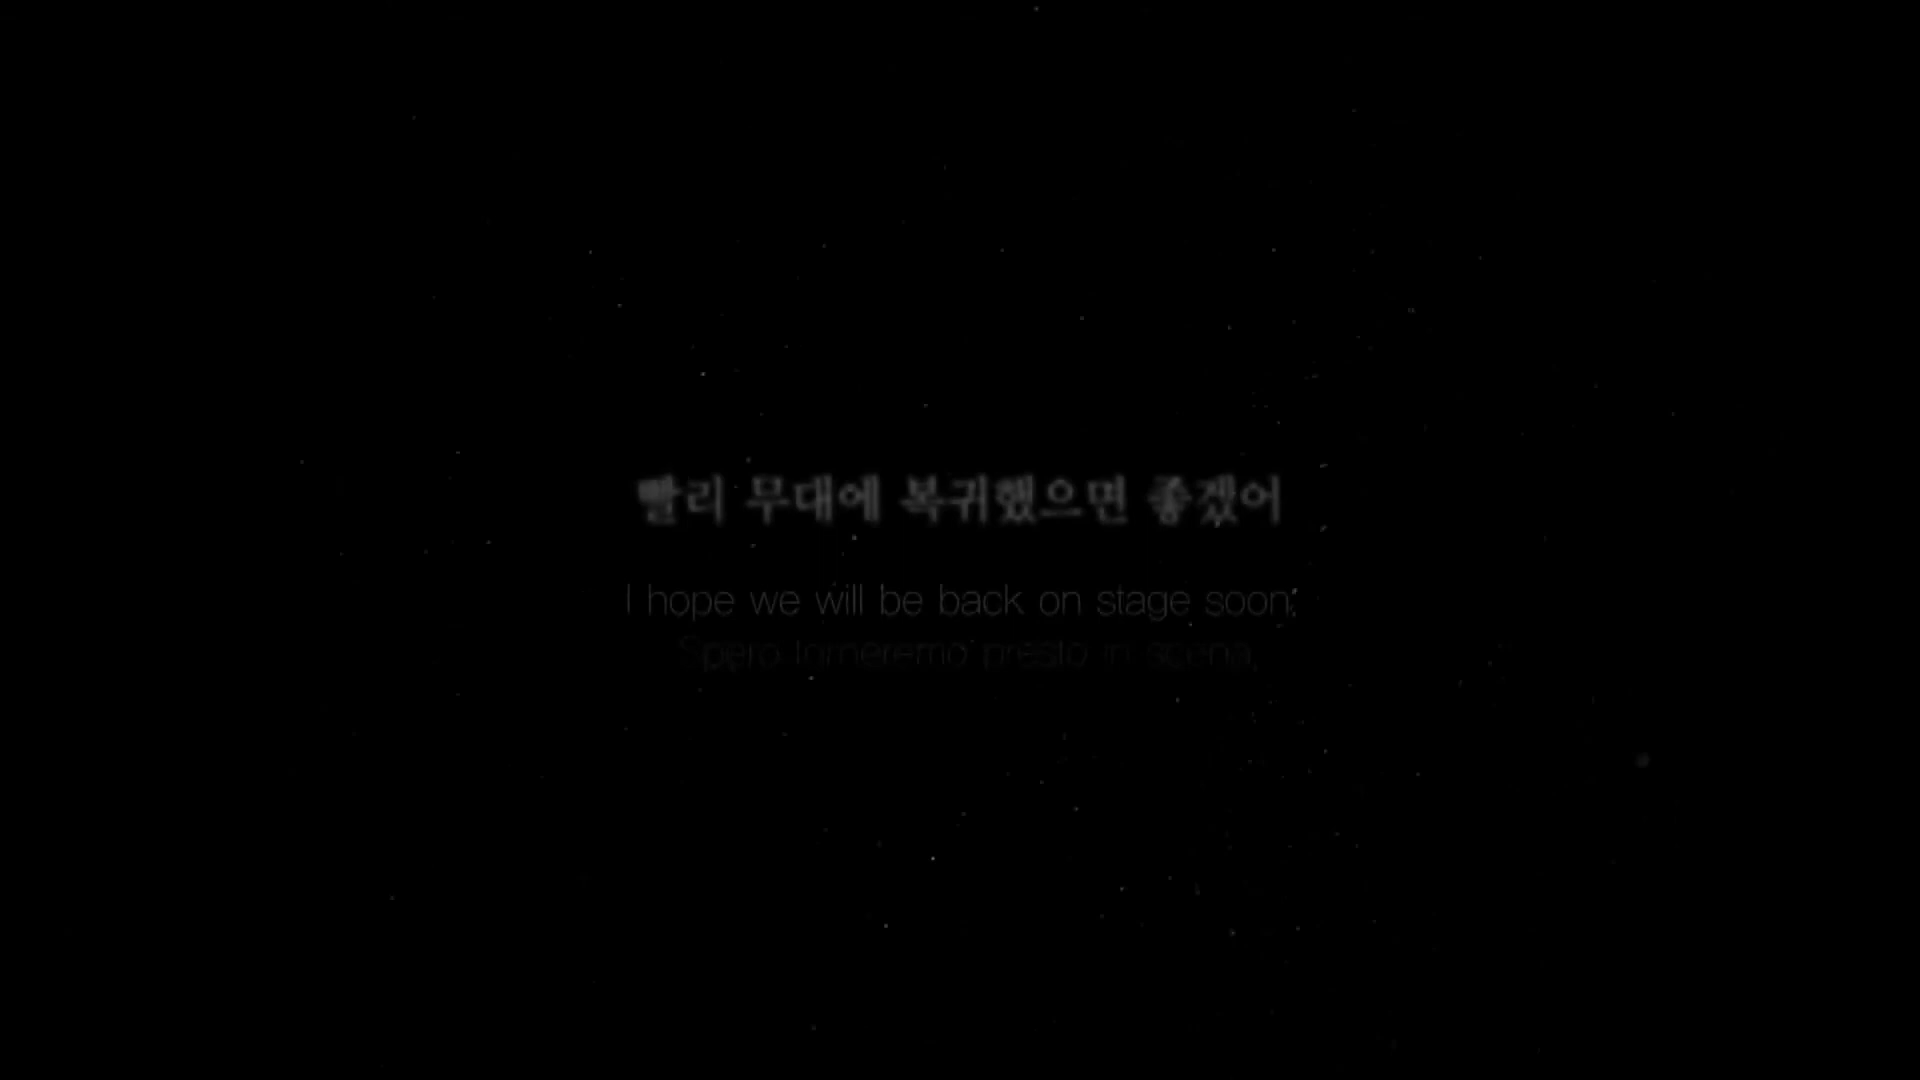 빨리 무대에 복귀했으면 좋겠어
I hope we will be back on stage soon,
Spero torneremo presto in scena,